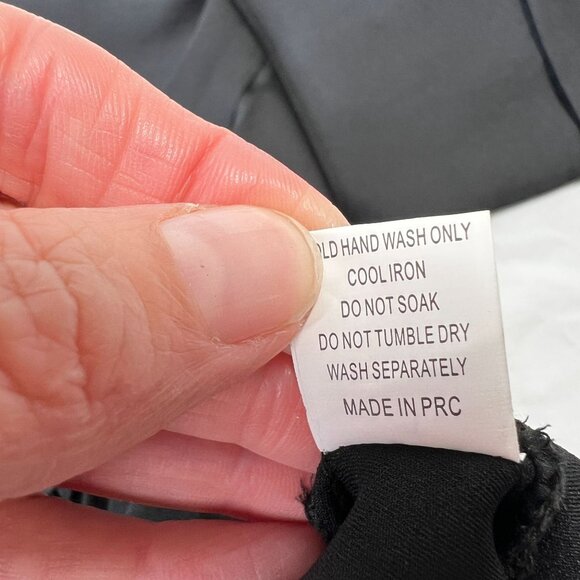 OLD HAND WASH ONLY
COOL IRON
DO NOT SOAK
DO NOT TUMBLE DRY
WASH SEPARATELY
MADE IN PRC